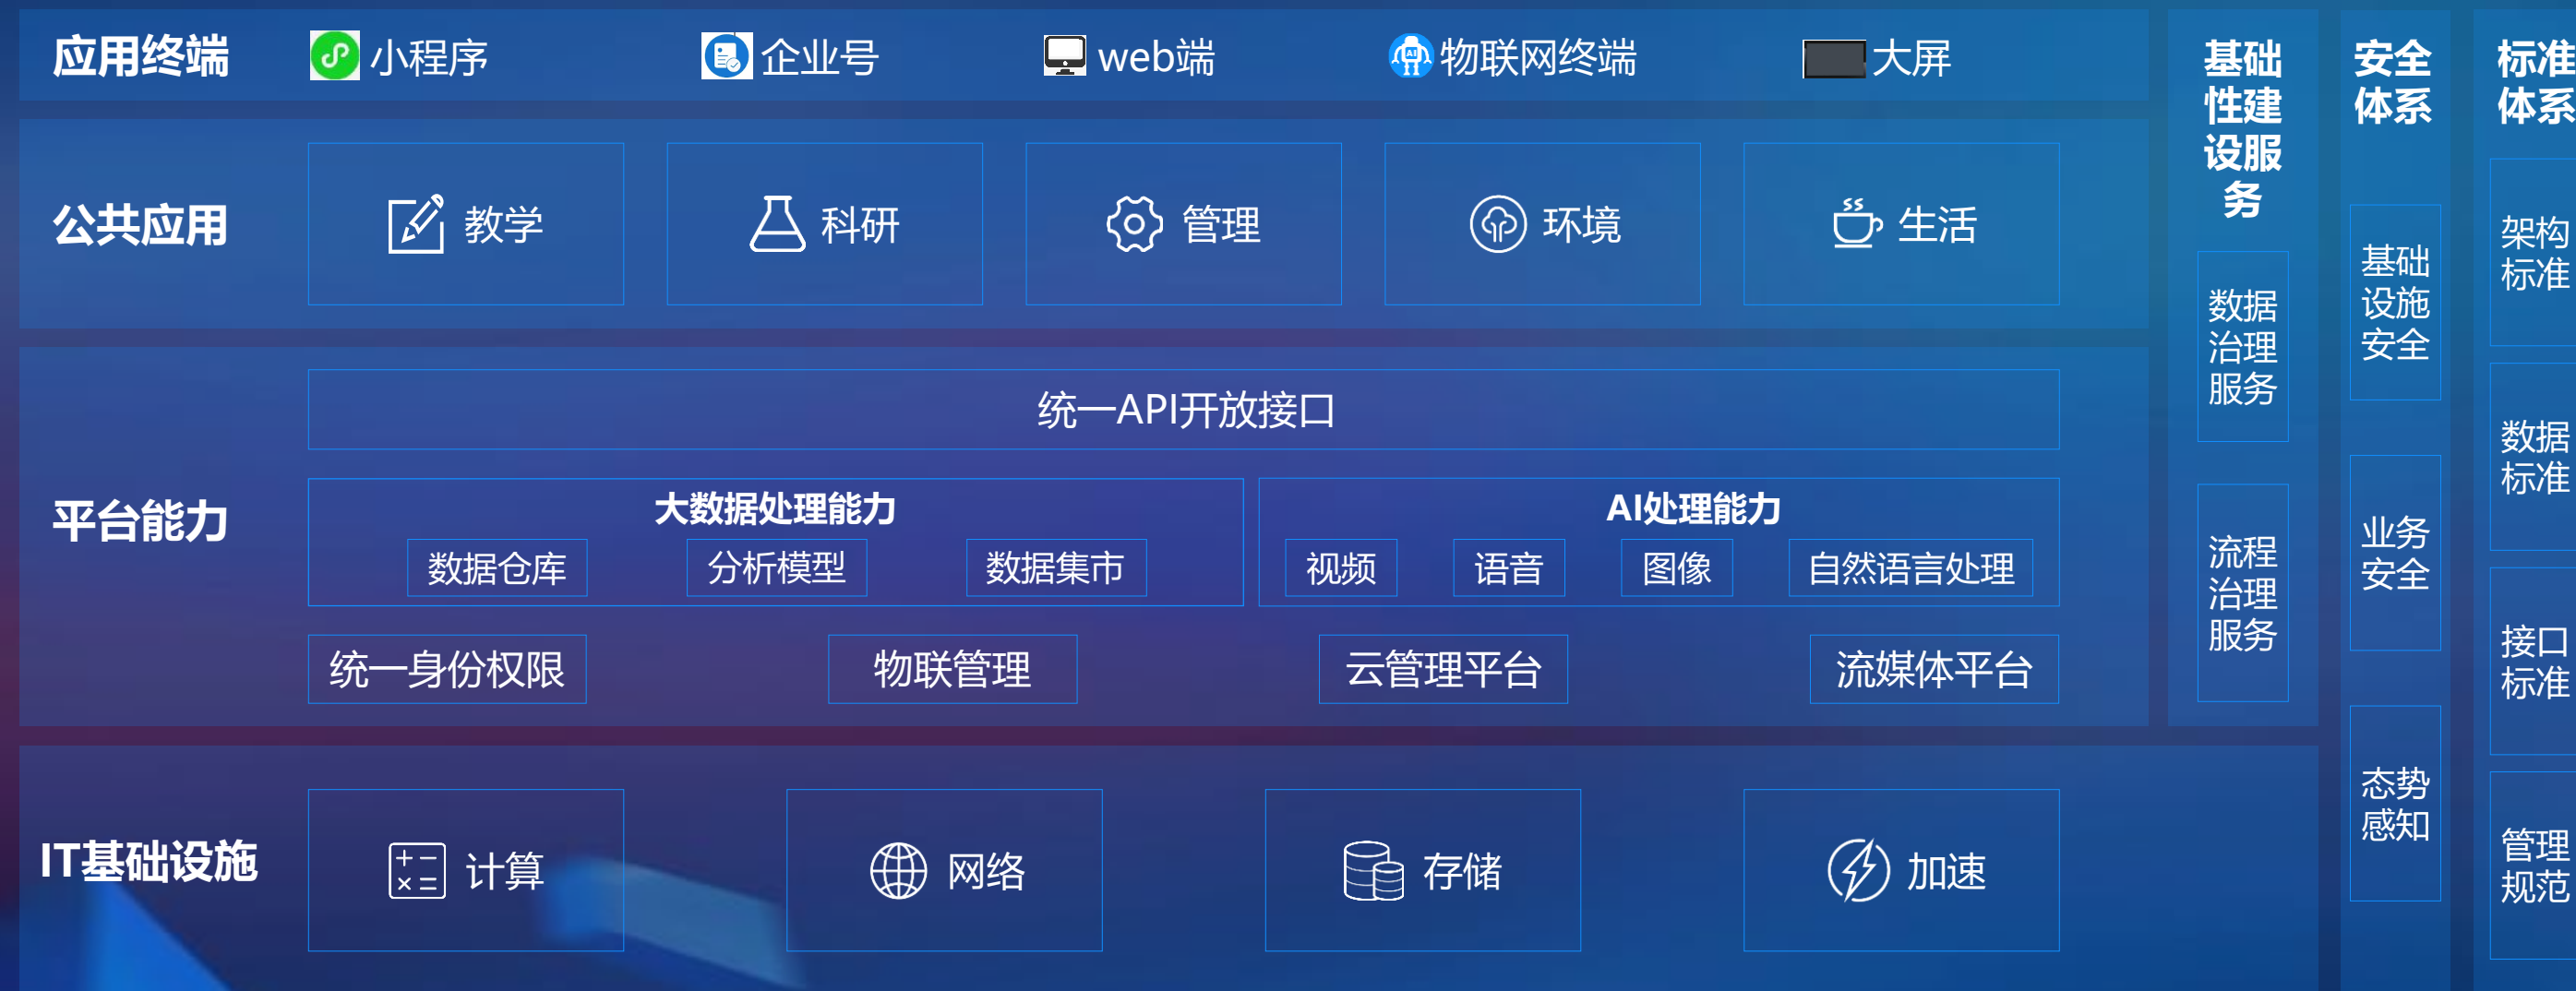 应用终端
小程序
企业号
web端
物联网终端
大屏
公共应用
教学
科研
管理
环境
生活
平台能力
统一API开放接口
大数据处理能力
数据仓库
分析模型
数据集市
AI处理能力
视频
语音
图像
自然语言处理
统一身份权限
物联管理
云管理平台
流媒体平台
IT基础设施
计算
网络
存储
加速
基础
性建
设服
务
数据
治理
服务
流程
治理
服务
安全
体系
基础
设施
安全
业务
安全
态势
感知
标准
体系
架构
标准
数据
标准
接口
标准
管理
规范